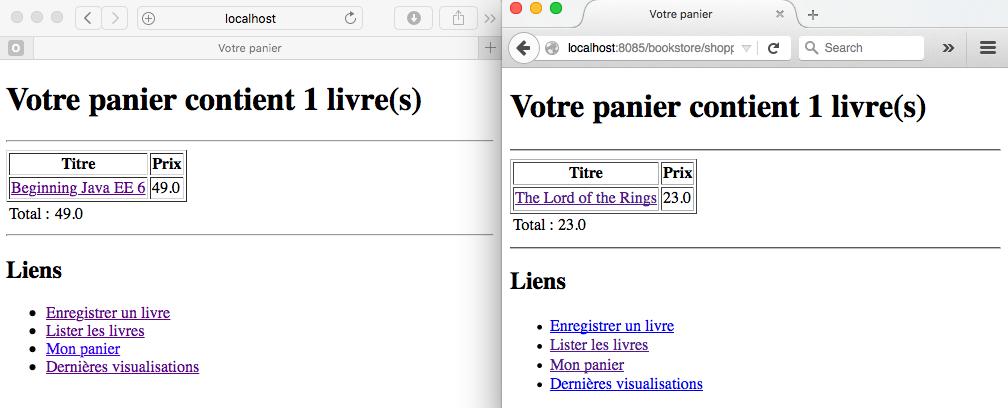 localhost
Votre panier
Votre panier contient 1 livre(s)
Titre Prix
Beginning Java EE 6 49.0
Total : 49.0
Liens
Enregistrer un livre
Lister les livres
Mon panier
Dernières visualisations
Votre panier
localhost:8085/bookstore/shopp
Search
Votre panier contient 1 livre(s)
Titre Prix
The Lord of the Rings 23.0
Total : 23.0
Liens
Enregistrer un livre
Lister les livres
Mon panier
Dernières visualisations